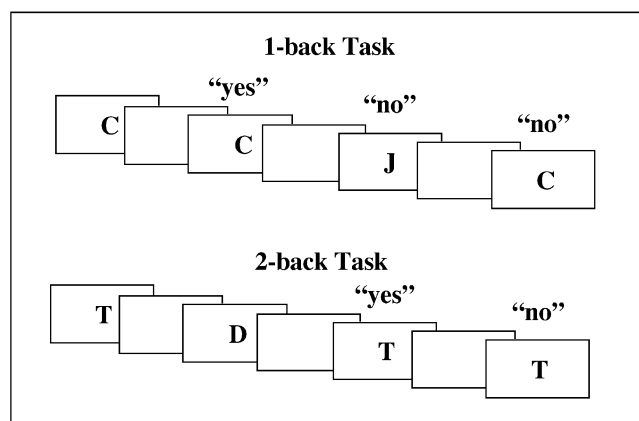 1-back Task
“yes”
“no”
“no”
C
C
J
C
2-back Task
“yes”
“no”
T
D
T
T